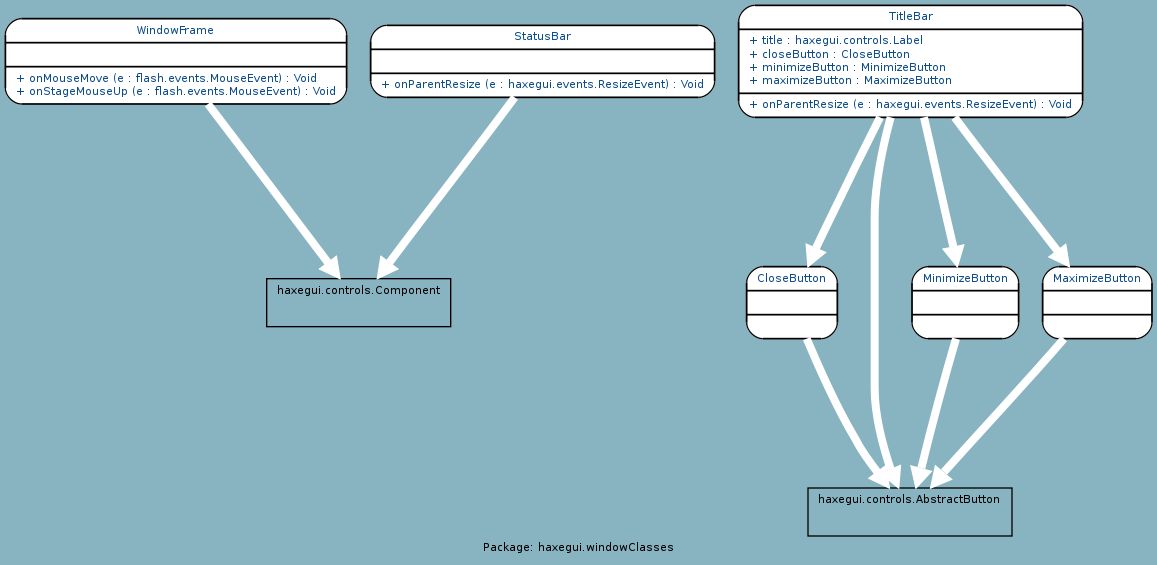 WindowFrame
+ onMouseMove (e : flash.events.MouseEvent) : Void
+ onStageMouseUp (e : flash.events.MouseEvent) : Void
StatusBar
+ onParentResize (e : haxegui.events.ResizeEvent) : Void
TitleBar
+ title : haxegui.controls.Label
+ closeButton : CloseButton
+ minimizeButton : MinimizeButton
+ maximizeButton : MaximizeButton
+ onParentResize (e : haxegui.events.ResizeEvent) : Void
haxegui.controls.Component
CloseButton
MinimizeButton
MaximizeButton
haxegui.controls.AbstractButton
Package: haxegui.windowClasses